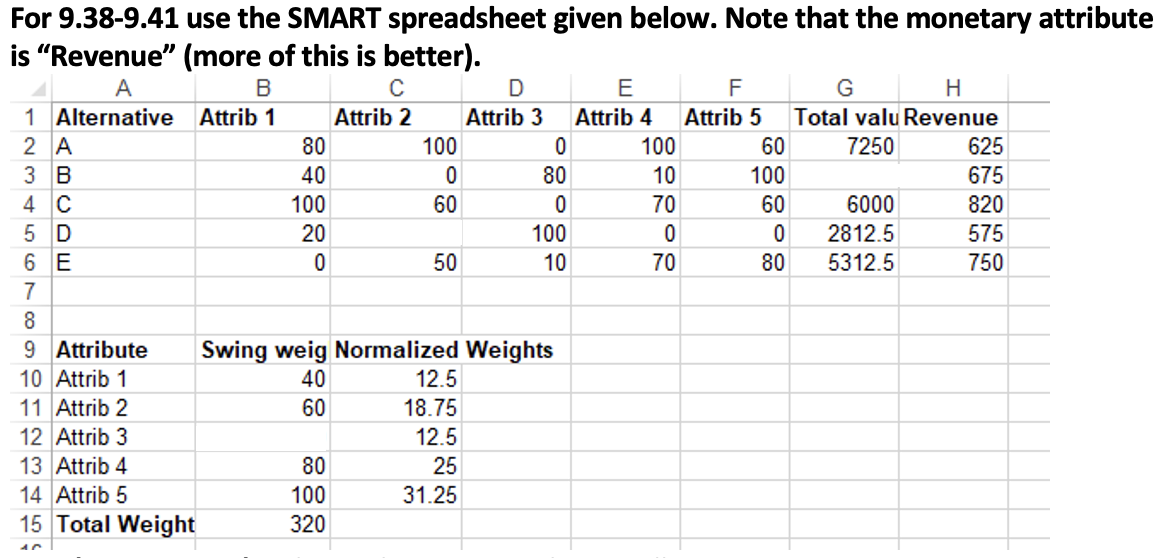 For 9.38-9.41 use the SMART spreadsheet given below. Note that the monetary attribute
is “Revenue” (more of this is better).
A B C D E F G H
1 Alternative Attrib 1 Attrib 2 Attrib 3 Attrib 4 Attrib 5 Total valu Revenue
2 A 80 100 0 100 60 7250 625
3 B 40 0 80 10 100 675
4 C 100 60 0 70 60 6000 820
5 D 20 100 0 0 2812.5 575
6 E 0 50 10 70 80 5312.5 750
7
8
9 Attribute Swing weig Normalized Weights
10 Attrib 1 40 12.5
11 Attrib 2 60 18.75
12 Attrib 3 12.5
13 Attrib 4 80 25
14 Attrib 5 100 31.25
15 Total Weight 320